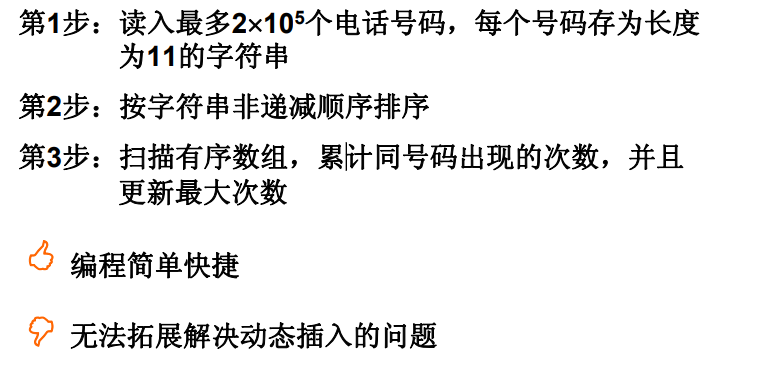 第1步：读入最多2×10⁵个电话号码，每个号码存为长度
为11的字符串
第2步：按字符串非递减顺序排序
第3步：扫描有序数组，累计同号码出现的次数，并且
更新最大次数
编程简单快捷
无法拓展解决动态插入的问题